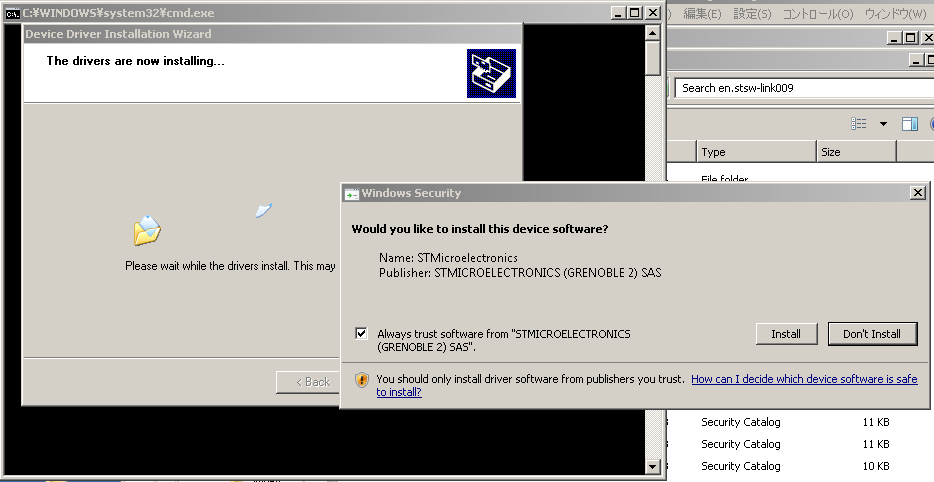 C:¥WINDOWS¥system32¥cmd.exe
編集(E) 設定(S) コントロール(O) ウィンドウ(W)
Device Driver Installation Wizard
The drivers are now installing...
Search en.stsw-link009
Type Size
File folder
Windows Security
Would you like to install this device software?
Name: STMicroelectronics
Publisher: STMICROELECTRONICS (GRENOBLE 2) SAS
Please wait while the drivers install. This may
Always trust software from "STMICROELECTRONICS
(GRENOBLE 2) SAS".
Install
Don't Install
You should only install driver software from publishers you trust. How can I decide which device software is safe
to install?
< Back
Security Catalog 11 KB
Security Catalog 11 KB
Security Catalog 10 KB